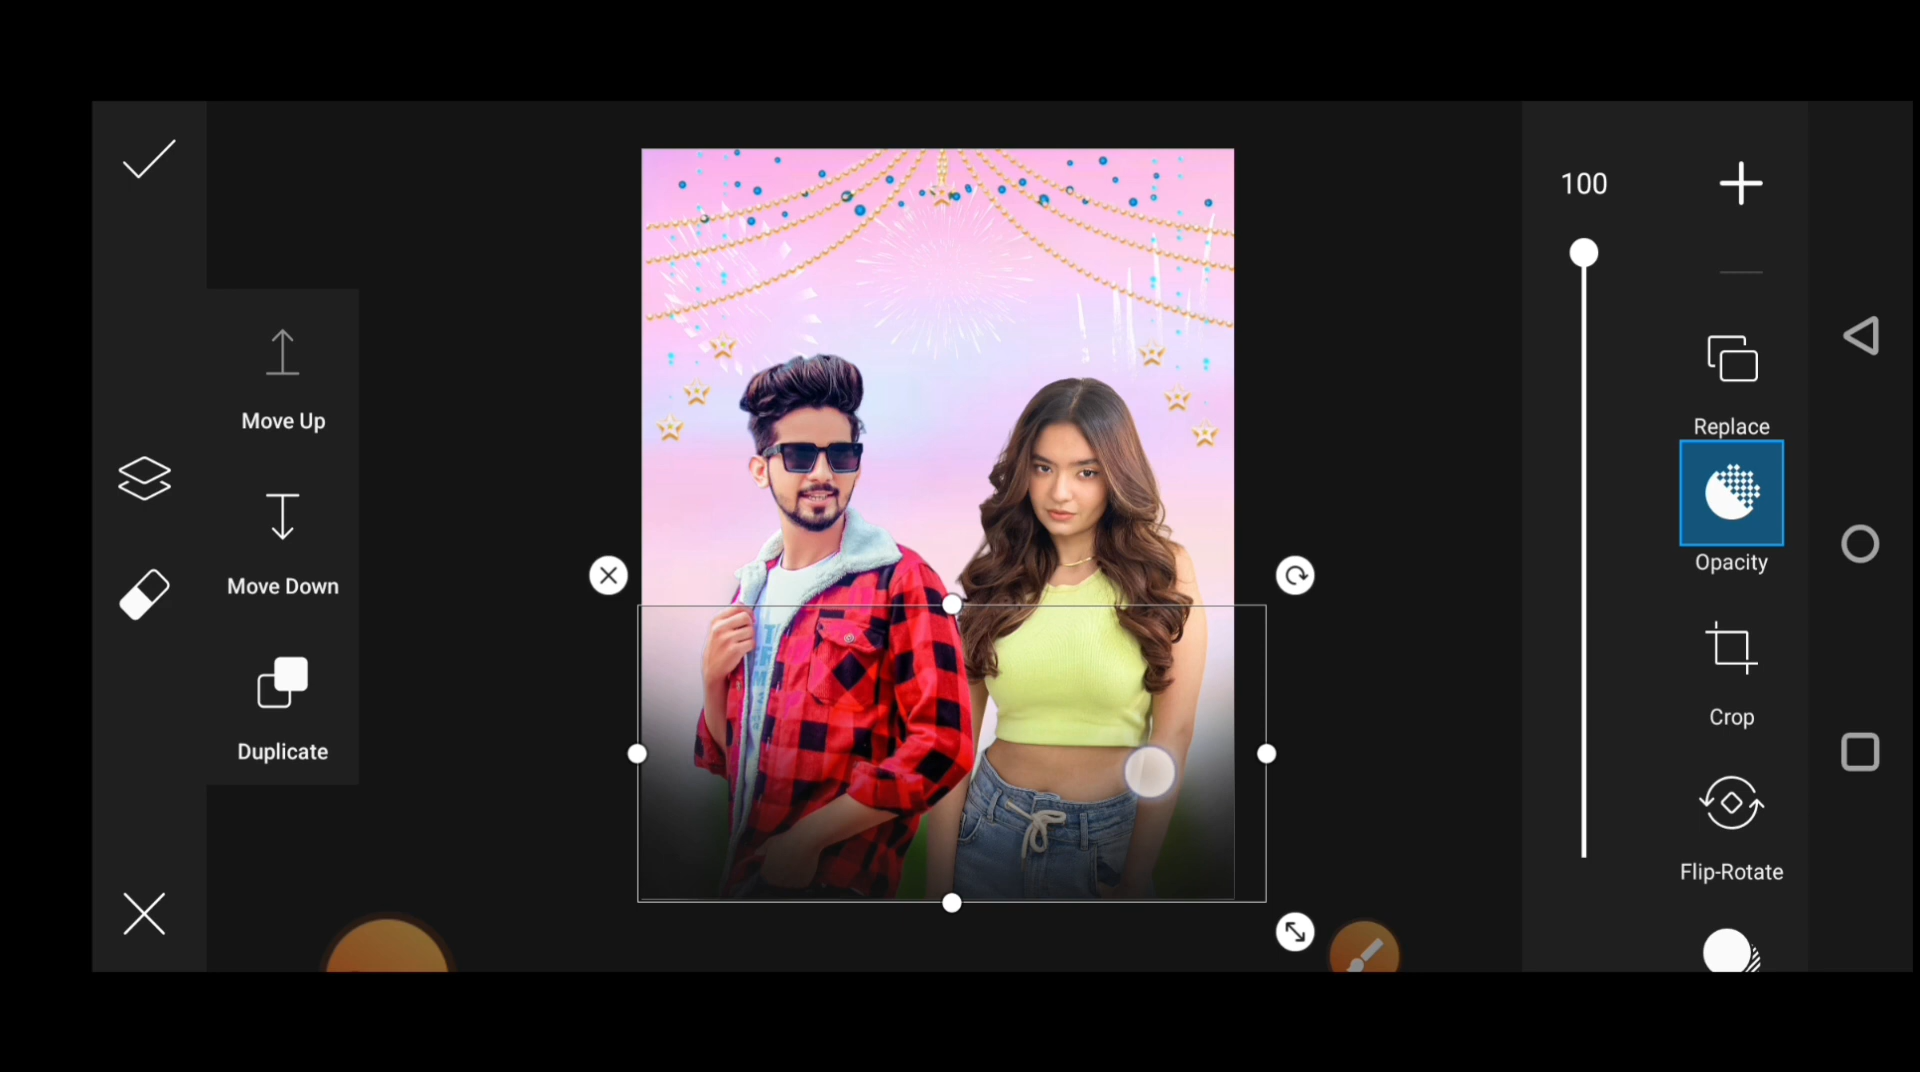 100
Move Up
Replace
Opacity
Move Down
Crop
Duplicate
Flip-Rotate